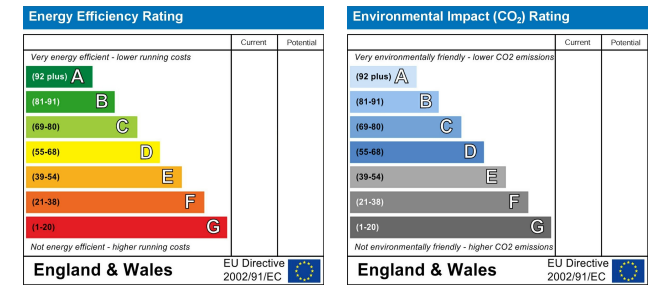 Energy Efficiency Rating
Current Potential
Very energy efficient - lower running costs
(92 plus) A
(81-91) B
(69-80) C
(55-68) D
(39-54) E
(21-38) F
(1-20) G
Not energy efficient - higher running costs
England & Wales
EU Directive
2002/91/EC
Environmental Impact (CO₂) Rating
Current Potential
Very environmentally friendly - lower CO2 emissions
(92 plus) A
(81-91) B
(69-80) C
(55-68) D
(39-54) E
(21-38) F
(1-20) G
Not environmentally friendly - higher CO2 emissions
England & Wales
EU Directive
2002/91/EC